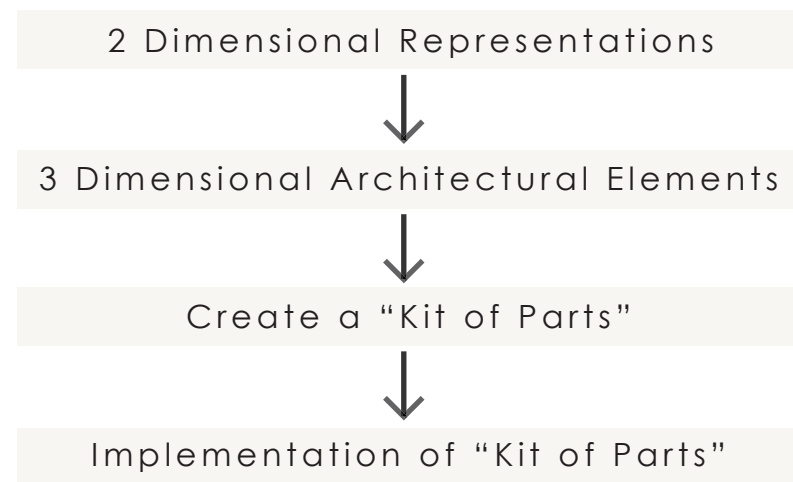 2 Dimensional Representations
3 Dimensional Architectural Elements
Create a “Kit of Parts”
Implementation of “Kit of Parts”